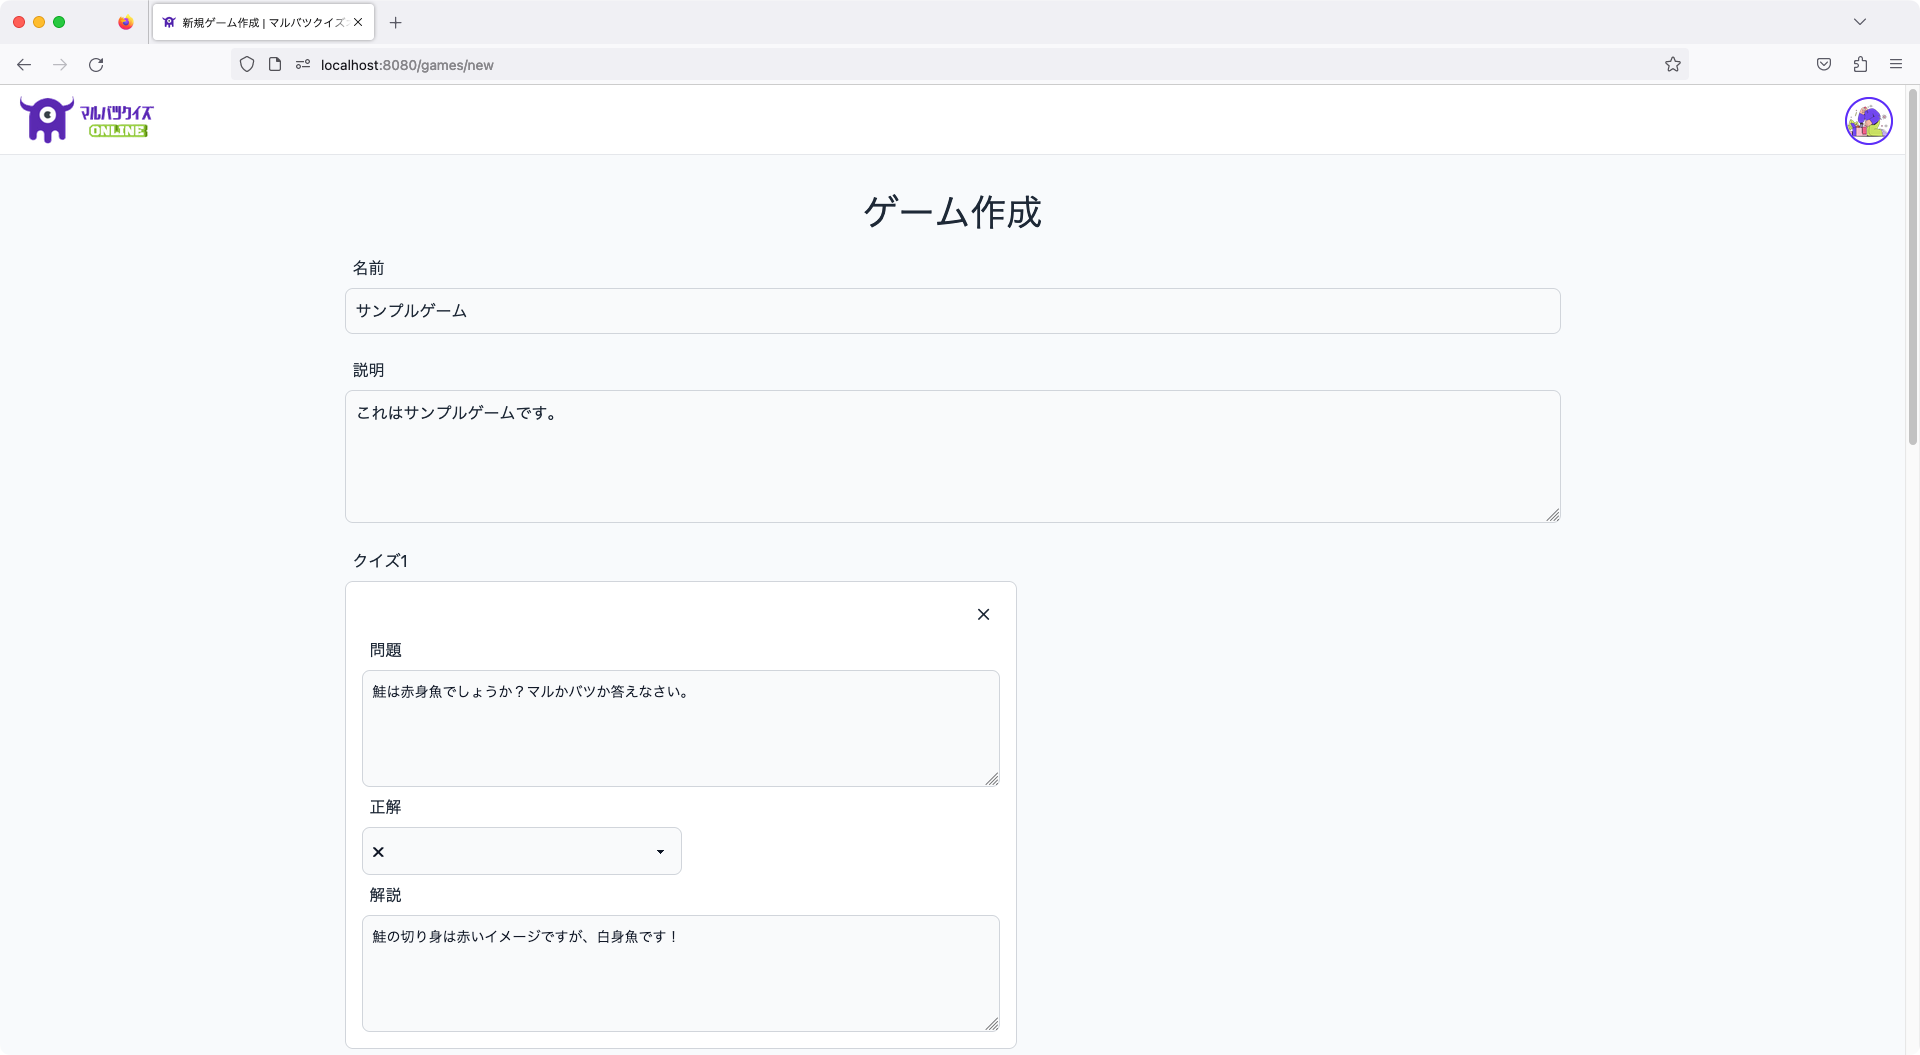 新規ゲーム作成 | マルバツクイズ
localhost:8080/games/new
マルバツクイズ
ONLINE
ゲーム作成
名前
サンプルゲーム
説明
これはサンプルゲームです。
クイズ1
問題
鮭は赤身魚でしょうか？マルかバツか答えなさい。
正解
×
解説
鮭の切り身は赤いイメージですが、白身魚です！